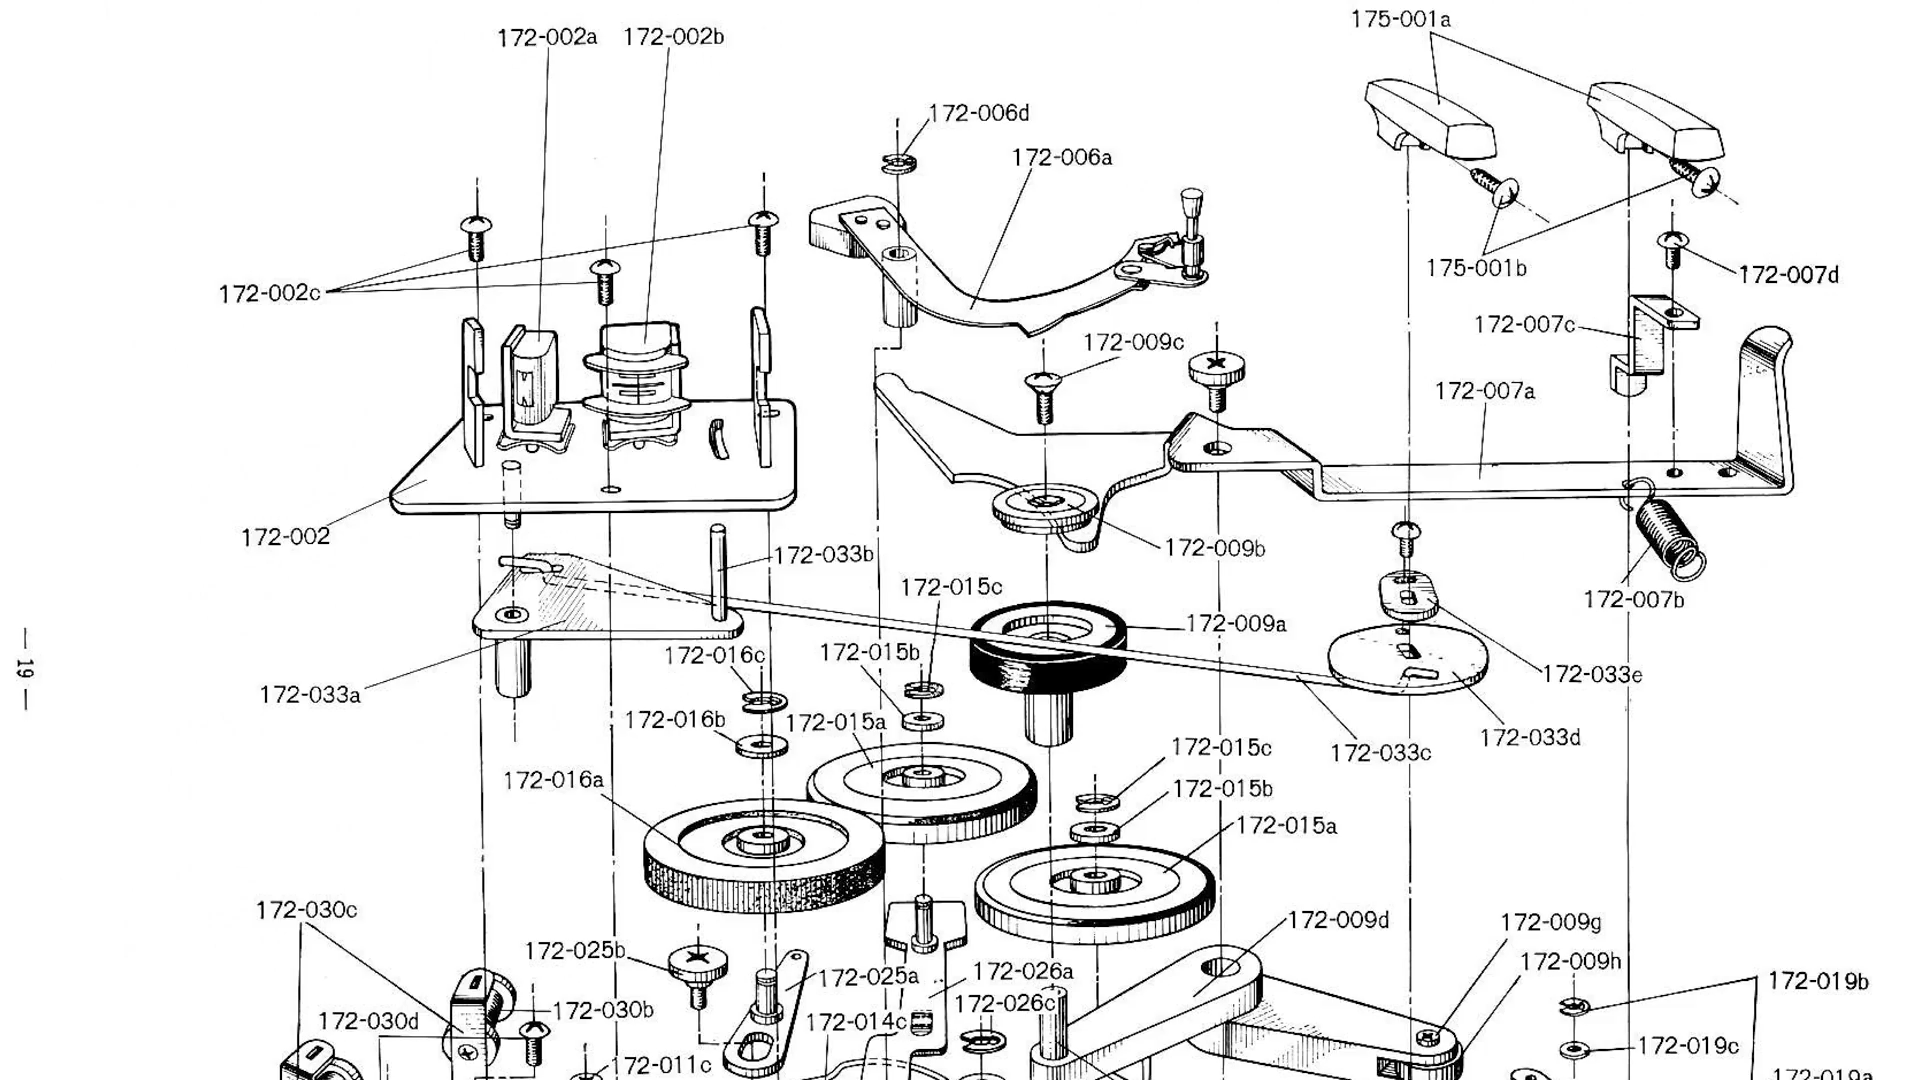 175-001a
172-002a 172-002b
172-006d
172-006a
175-001b
172-007d
172-002c
172-007c
172-009c
172-007a
172-002
172-033b
172-009b
172-015c
172-007b
172-009a
172-016c
172-015b
172-033e
172-033a
172-016b
172-015a
172-033d
172-033c
172-015c
172-016a
172-015b
172-015a
— 19 —
172-030c
172-009d
172-009g
172-025b
172-009h
172-025a
172-026a
172-019b
172-026c
172-030b
172-030d
172-014c
172-019c
72-011c
172-019a